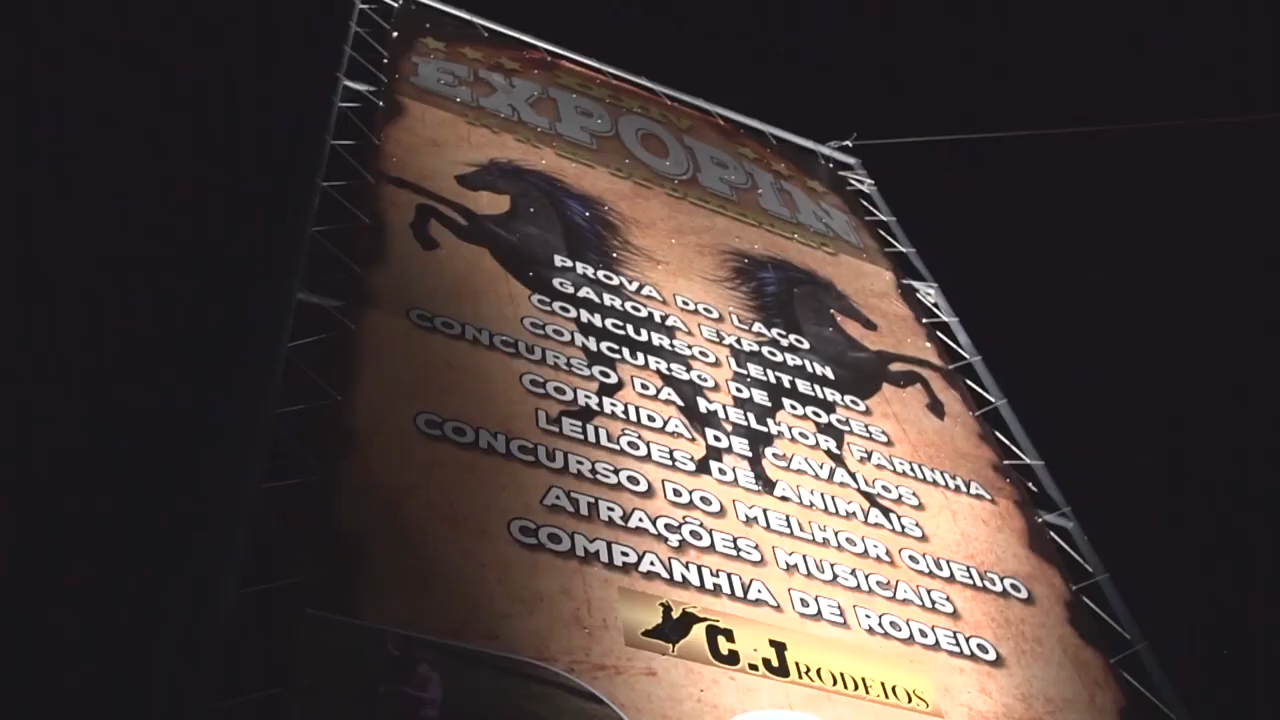 EXPOPIN
PROVA DO LAÇO
GAROTA EXPOPIN
CONCURSO LEITEIRO
CONCURSO DE DOCES
CONCURSO DA MELHOR FARINHA
CORRIDA DE CAVALOS
LEILÕES DE ANIMAIS
CONCURSO DO MELHOR QUEIJO
ATRAÇÕES MUSICAIS
COMPANHIA DE RODEIO
C.J RODEIOS